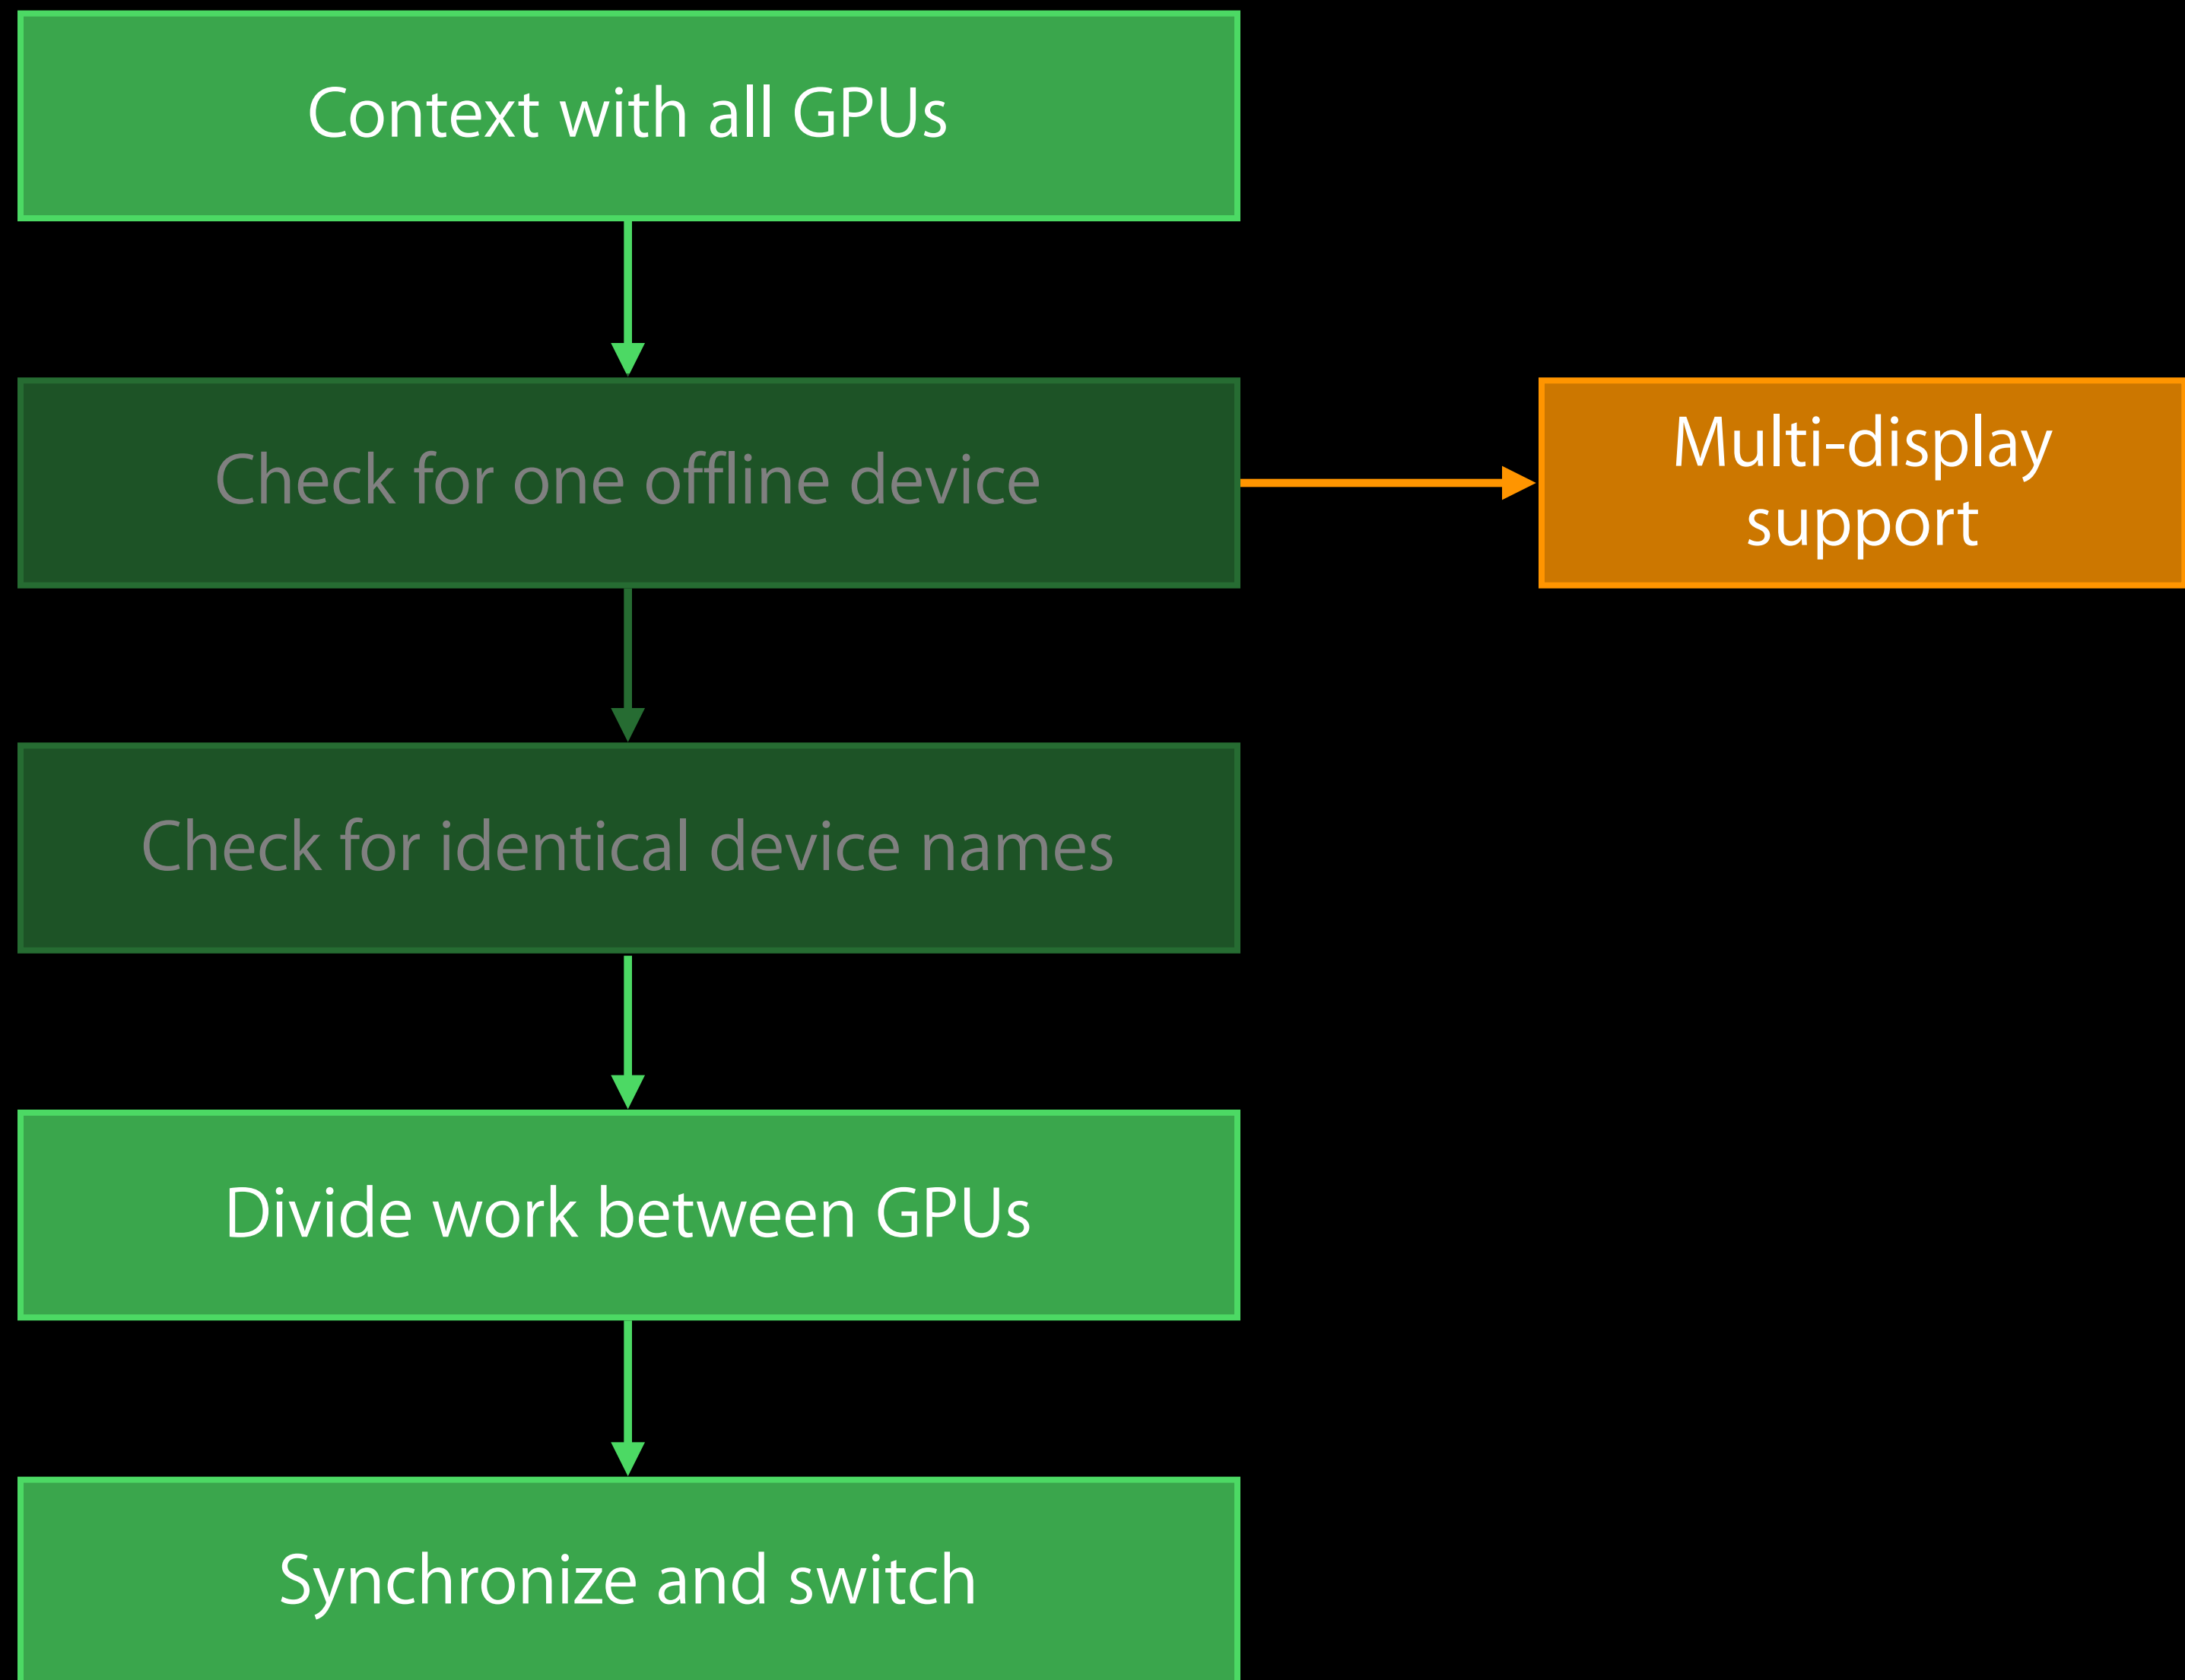 Context with all GPUs
Check for one offline device
Multi-display
support
Check for identical device names
Divide work between GPUs
Synchronize and switch